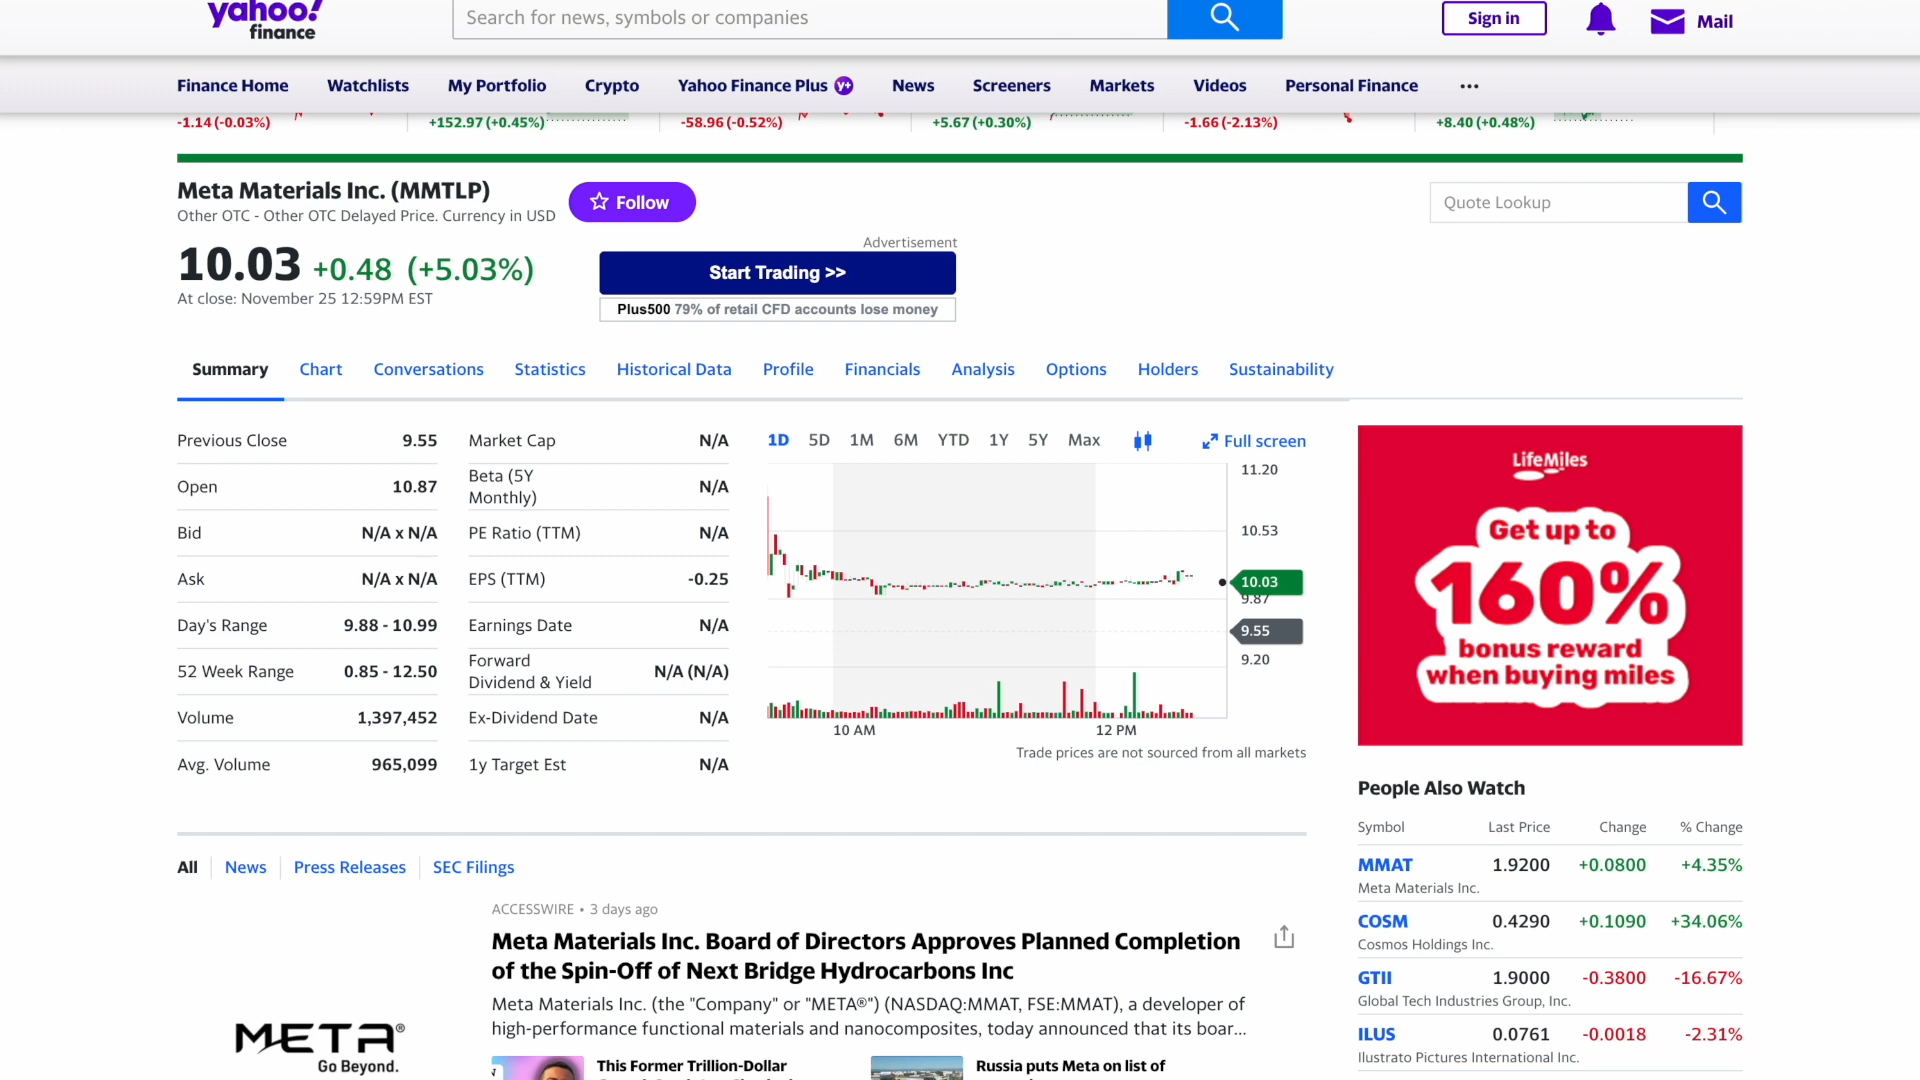 yahoo!
finance
Search for news, symbols or companies
Sign in
Mail
Finance Home
Watchlists
My Portfolio
Crypto
Yahoo Finance Plus y+
News
Screeners
Markets
Videos
Personal Finance
...
-1.14 (-0.03%)
+152.97 (+0.45%)
-58.96 (-0.52%)
+5.67 (+0.30%)
-1.66 (-2.13%)
+8.40 (+0.48%)
Meta Materials Inc. (MMTLP)
Other OTC - Other OTC Delayed Price. Currency in USD
Follow
Quote Lookup
10.03 +0.48 (+5.03%)
At close: November 25 12:59PM EST
Advertisement
Start Trading >>
Plus500 79% of retail CFD accounts lose money
Summary
Chart
Conversations
Statistics
Historical Data
Profile
Financials
Analysis
Options
Holders
Sustainability
Previous Close 9.55
Open 10.87
Bid N/A x N/A
Ask N/A x N/A
Day's Range 9.88 - 10.99
52 Week Range 0.85 - 12.50
Volume 1,397,452
Avg. Volume 965,099
Market Cap N/A
Beta (5Y
Monthly) N/A
PE Ratio (TTM) N/A
EPS (TTM) -0.25
Earnings Date N/A
Forward
Dividend & Yield N/A (N/A)
Ex-Dividend Date N/A
1y Target Est N/A
1D 5D 1M 6M YTD 1Y 5Y Max
Full screen
11.20
10.53
10.03
9.87
9.55
9.20
10 AM
12 PM
Trade prices are not sourced from all markets
LifeMiles
Get up to
160%
bonus reward
when buying miles
People Also Watch
Symbol Last Price Change % Change
MMAT 1.9200 +0.0800 +4.35%
Meta Materials Inc.
COSM 0.4290 +0.1090 +34.06%
Cosmos Holdings Inc.
GTII 1.9000 -0.3800 -16.67%
Global Tech Industries Group, Inc.
ILUS 0.0761 -0.0018 -2.31%
Ilustrato Pictures International Inc.
All
News
Press Releases
SEC Filings
ACCESSWIRE • 3 days ago
Meta Materials Inc. Board of Directors Approves Planned Completion
of the Spin-Off of Next Bridge Hydrocarbons Inc
Meta Materials Inc. (the "Company" or "META®") (NASDAQ:MMAT, FSE:MMAT), a developer of
high-performance functional materials and nanocomposites, today announced that its boar...
META®
Go Beyond.
This Former Trillion-Dollar
Russia puts Meta on list of